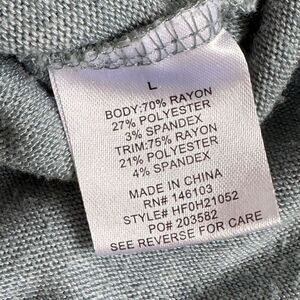 L
BODY:70% RAYON
27% POLYESTER
3% SPANDEX
TRIM:75% RAYON
21% POLYESTER
4% SPANDEX
MADE IN CHINA
RN# 146103
STYLE# HF0H21052
PO# 203582
SEE REVERSE FOR CARE